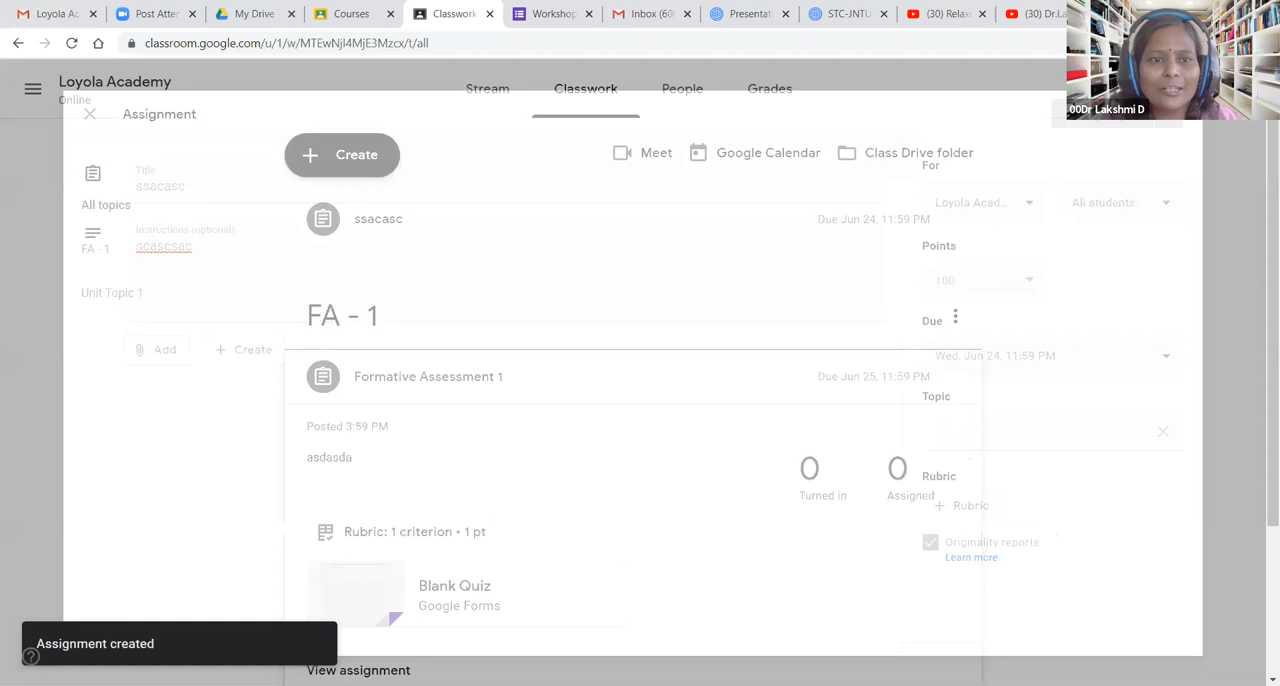 Loyola Ac
Post Atter
My Drive
Courses
Classwork
Workshop
Inbox (60
Presentat
STC-JNTU
(30) Relax
(30) Dr.La
classroom.google.com/u/1/w/MTEwNjI4MjE3Mzcx/t/all
00Dr Lakshmi D
Loyola Academy
Online
Stream
Classwork
People
Grades
Assignment
Create
Meet
Google Calendar
Class Drive folder
For
Title
ssacasc
Loyola Acad...
All students
All topics
ssacasc
Due Jun 24, 11:59 PM
Instructions (optional)
scascsac
FA - 1
Points
100
Unit Topic 1
FA - 1
Due
Add
Create
Wed, Jun 24, 11:59 PM
Formative Assessment 1
Due Jun 25, 11:59 PM
Topic
Posted 3:59 PM
asdasda
0
0
Turned in
Assigned
Rubric
Rubric
Rubric: 1 criterion • 1 pt
Originality reports
Learn more
Blank Quiz
Google Forms
Assignment created
View assignment